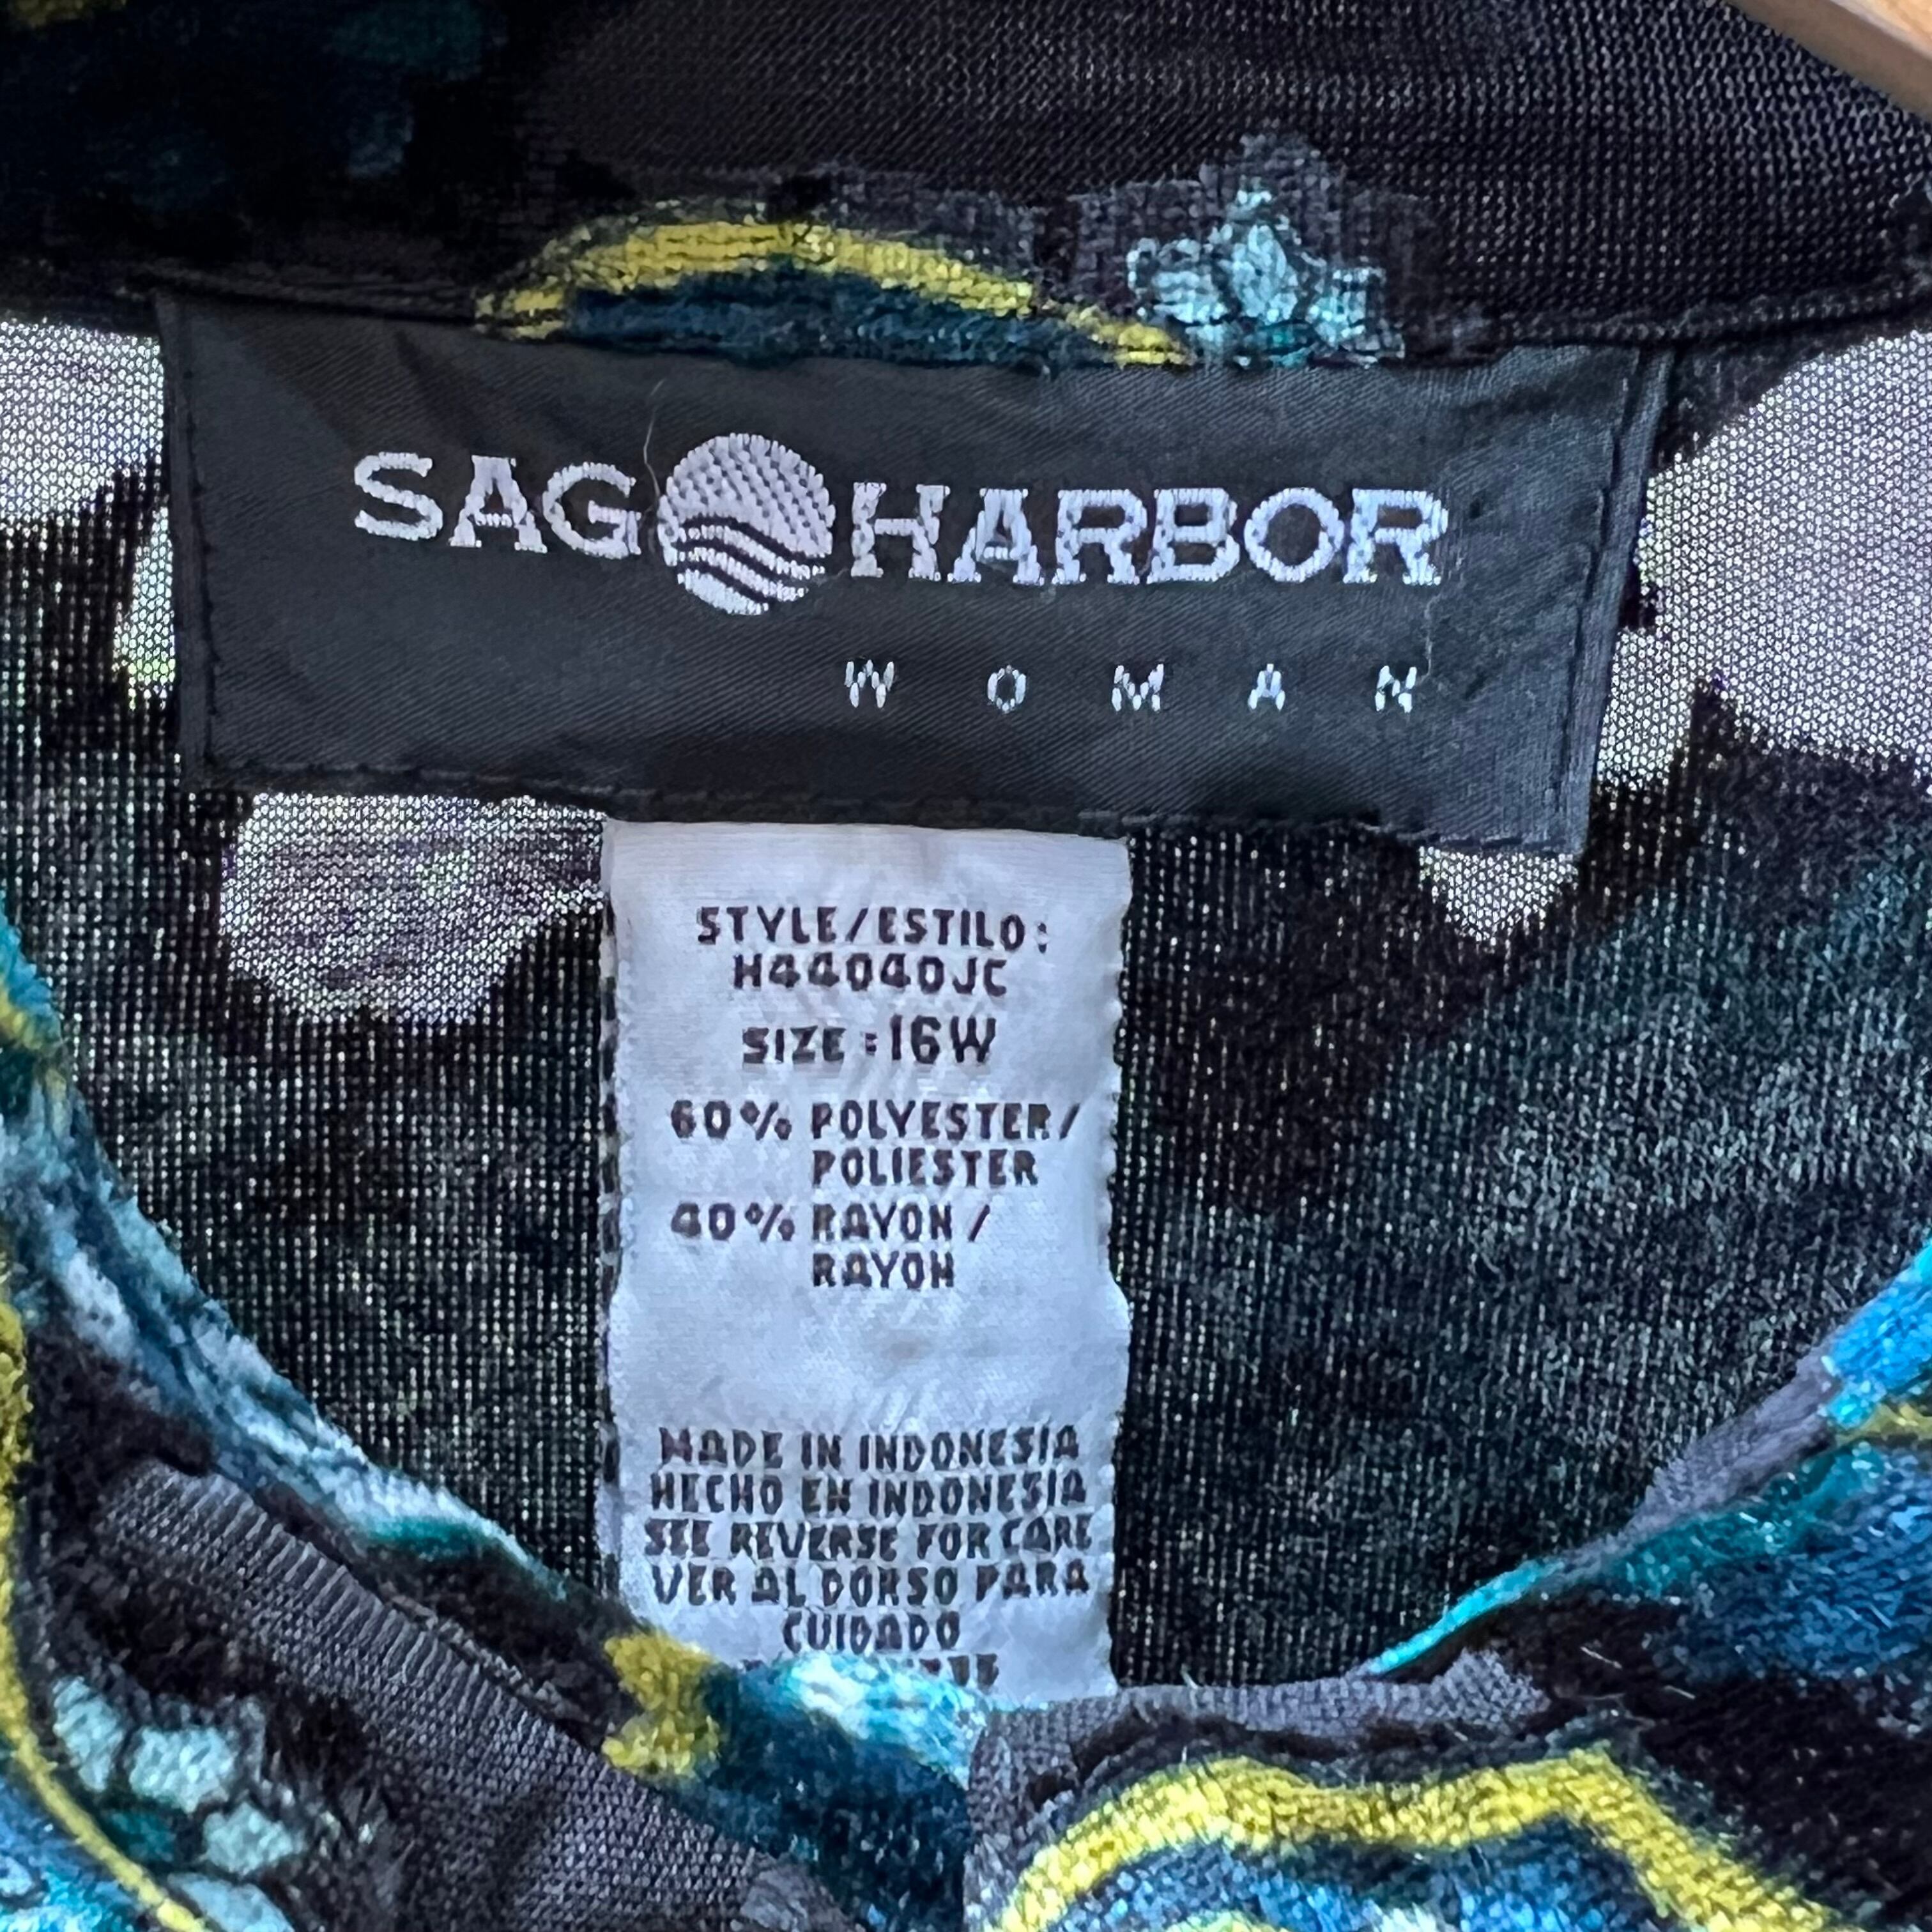 SAG HARBOR
WOMAN
STYLE/ESTILO:
H44040JC
SIZE:16W
60% POLYESTER/
POLIESTER
40% RAYON/
RAYON
MADE IN INDONESIA
HECHO EN INDONESIA
SEE REVERSE FOR CARE
VER AL DORSO PARA
CUIDADO